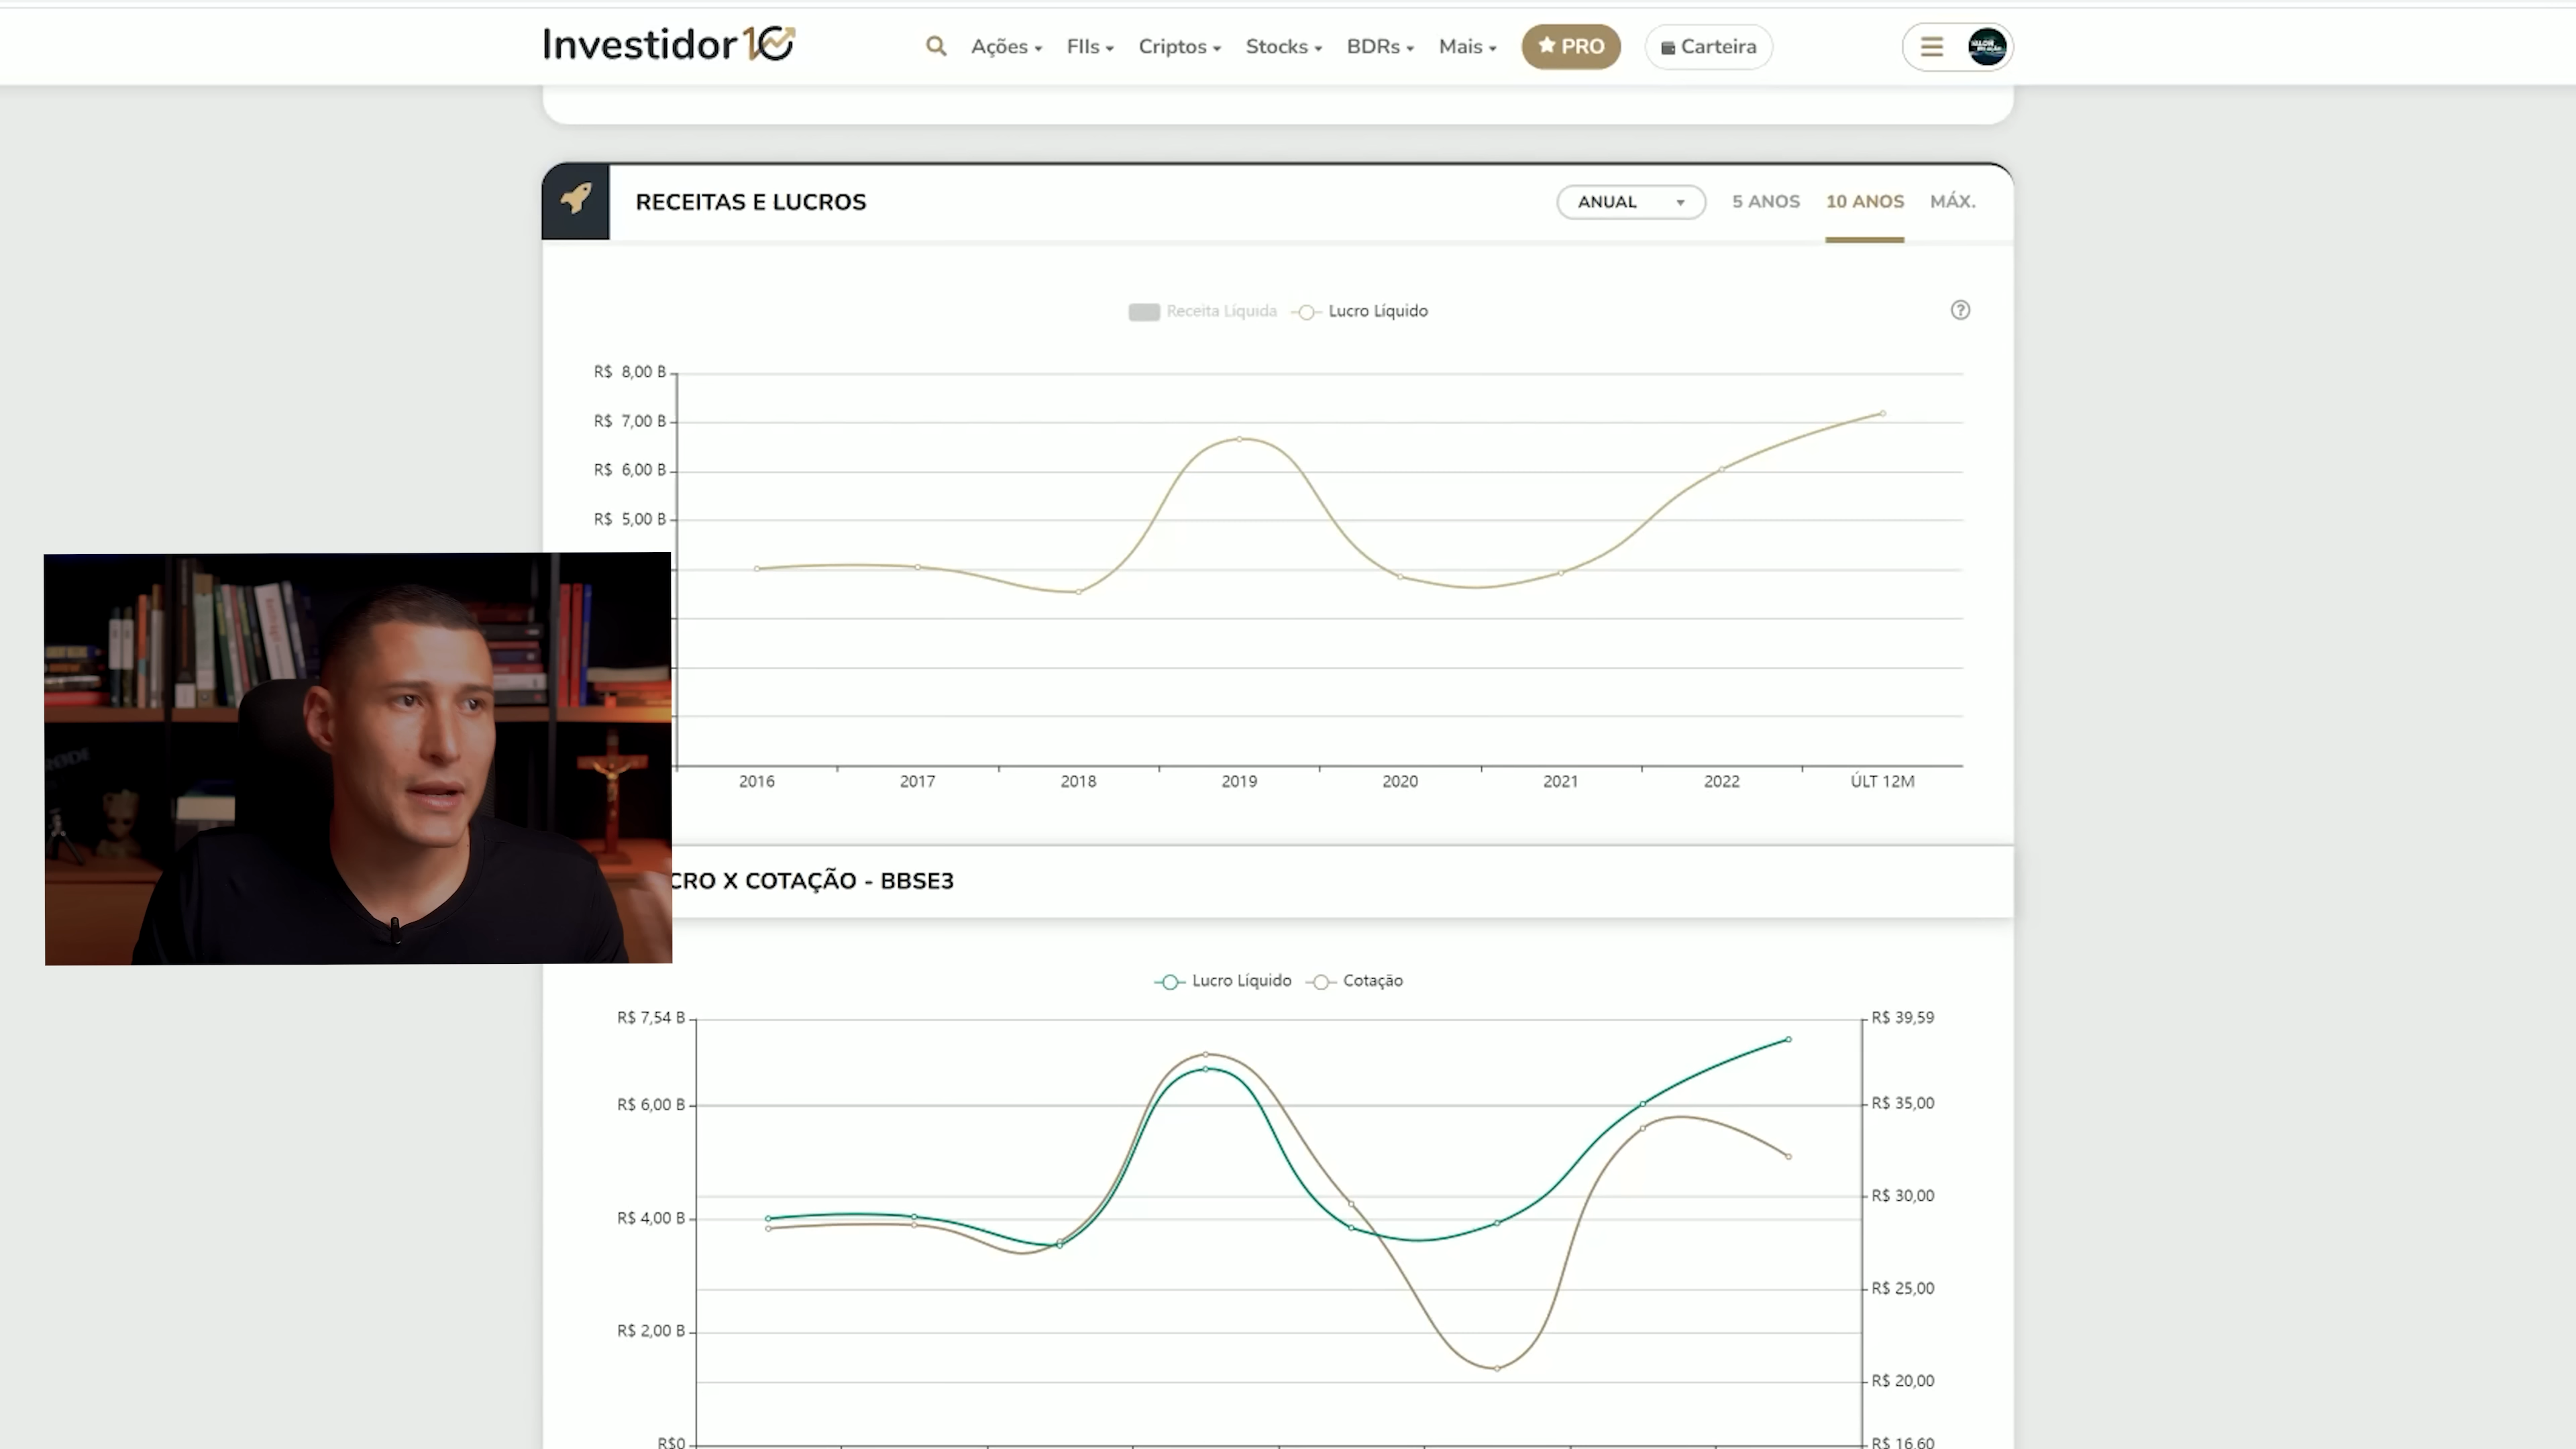 Investidor10
Ações FIIs Criptos Stocks BDRs Mais PRO Carteira
RECEITAS E LUCROS
ANUAL 5 ANOS 10 ANOS MÁX.
Receita Líquida Lucro Líquido
?
R$ 8,00 B
R$ 7,00 B
R$ 6,00 B
R$ 5,00 B
2016 2017 2018 2019 2020 2021 2022 ÚLT 12M
CRO X COTAÇÃO - BBSE3
Lucro Líquido Cotação
R$ 7,54 B R$ 39,59
R$ 6,00 B R$ 35,00
R$ 30,00
R$ 4,00 B
R$ 25,00
R$ 2,00 B
R$ 20,00
R$0 R$ 16,60